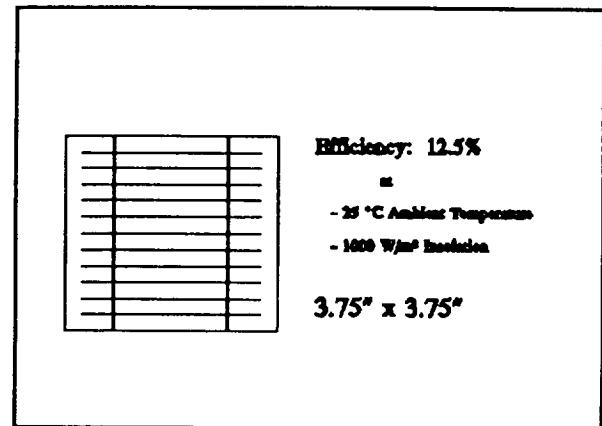 Efficiency: 12.5%
at
- 25 °C Ambient Temperature
- 1000 W/m² Insolation
3.75" x 3.75"